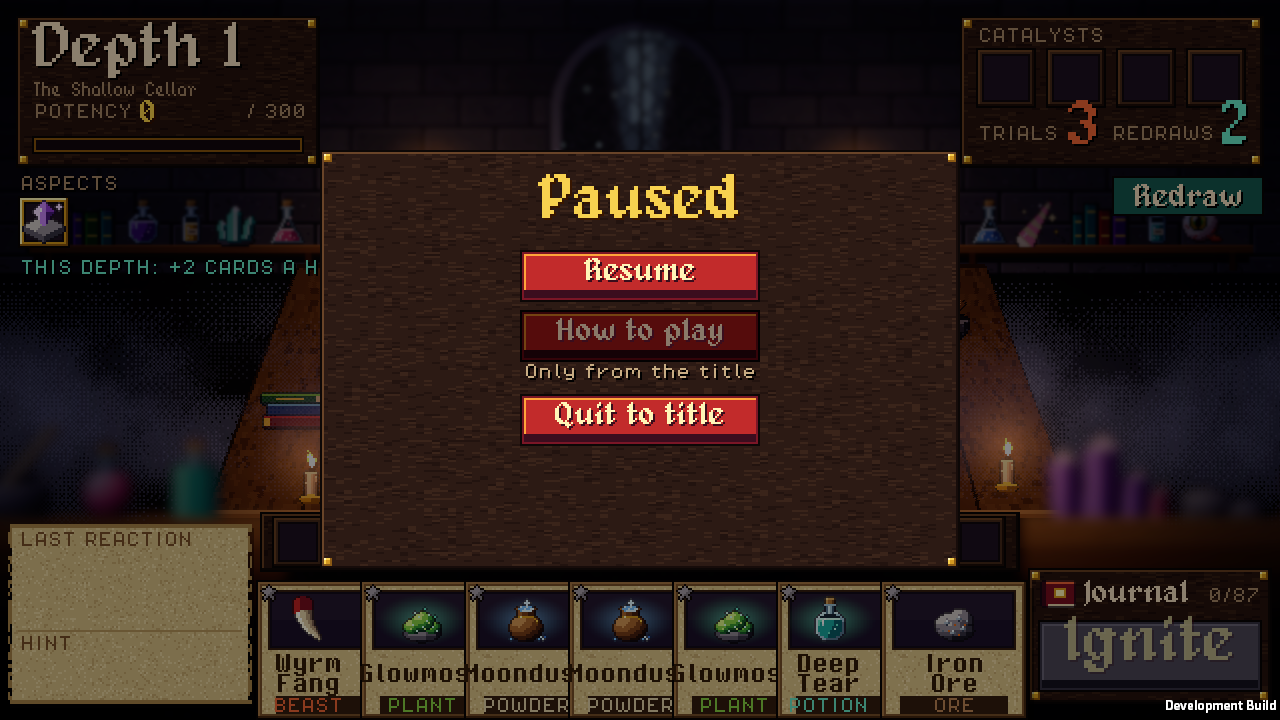 Depth 1
The Shallow Cellar
POTENCY 0 / 300
ASPECTS
THIS DEPTH: +2 CARDS A H
CATALYSTS
TRIALS 3 REDRAWS 2
Redraw
Paused
Resume
How to play
Only from the title
Quit to title
LAST REACTION
HINT
Wyrm
Fang
BEAST
Glowmos
PLANT
Moondus
POWDER
Moondus
POWDER
Glowmos
PLANT
Deep
Tear
POTION
Iron
Ore
ORE
Journal 0/87
Ignite
Development Build